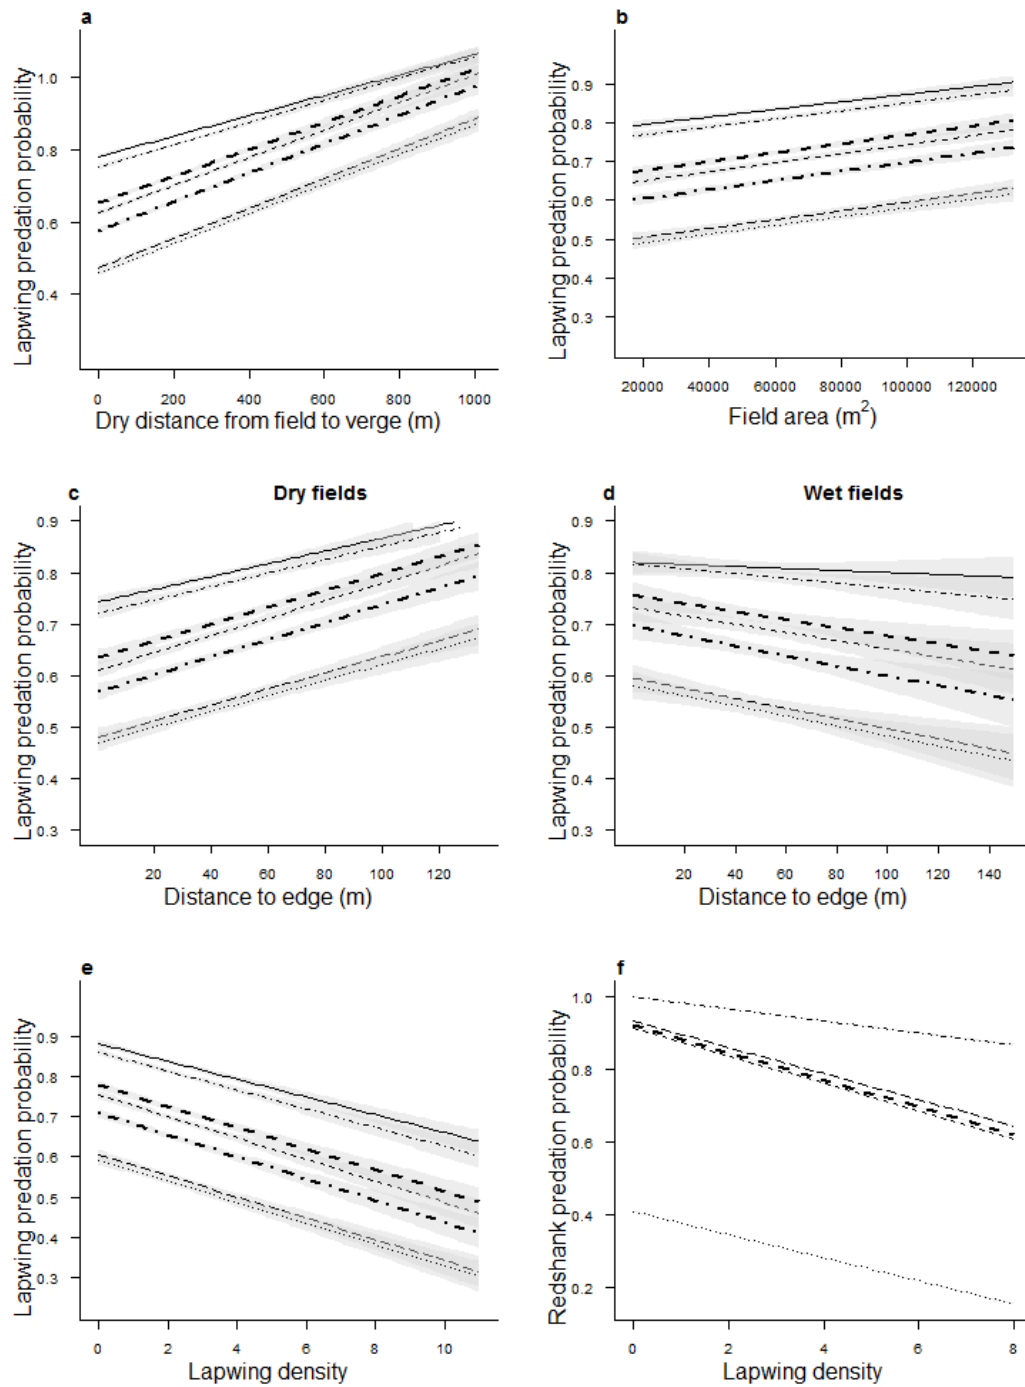 a
Lapwing predation probability
1.0
0.8
0.6
0.4
0 200 400 600 800 1000
Dry distance from field to verge (m)
b
Lapwing predation probability
0.9
0.8
0.7
0.6
0.5
0.4
0.3
20000 40000 60000 80000 100000 120000
Field area (m²)
c
Dry fields
Lapwing predation probability
0.9
0.8
0.7
0.6
0.5
0.4
0.3
20 40 60 80 100 120
Distance to edge (m)
d
Wet fields
Lapwing predation probability
0.9
0.8
0.7
0.6
0.5
0.4
0.3
20 40 60 80 100 120 140
Distance to edge (m)
e
Lapwing predation probability
0.9
0.8
0.7
0.6
0.5
0.4
0.3
0 2 4 6 8 10
Lapwing density
f
Redshank predation probability
1.0
0.8
0.6
0.4
0.2
0 2 4 6 8
Lapwing density